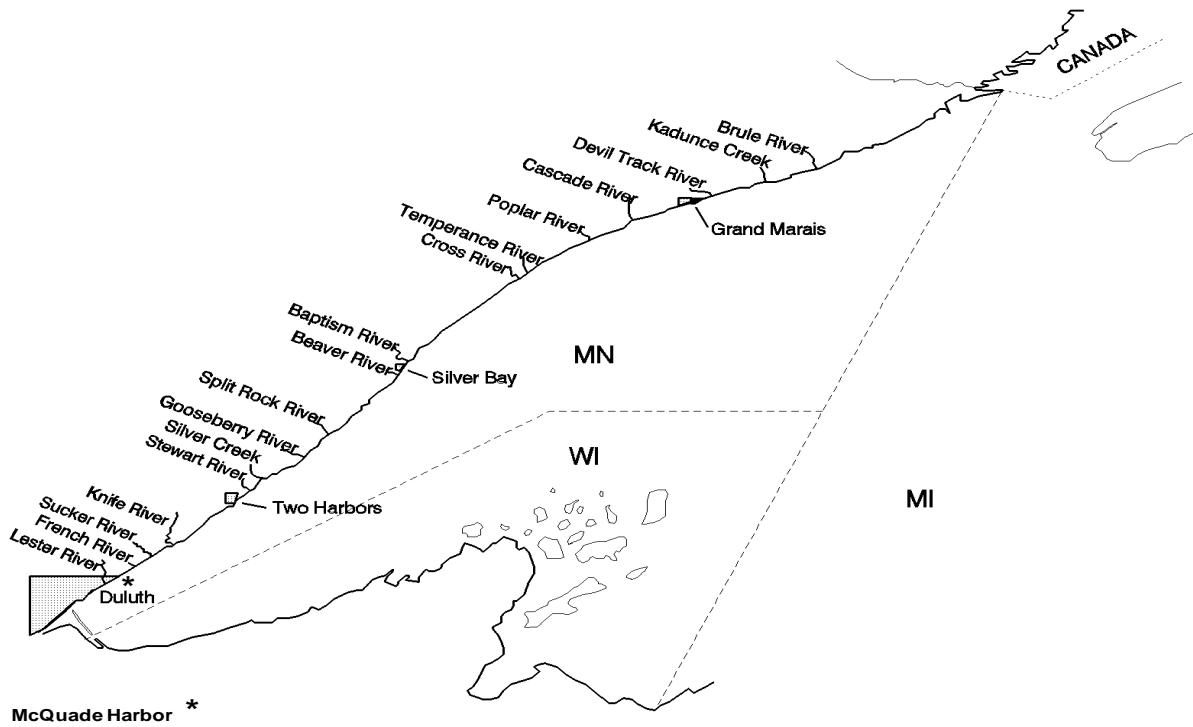 CANADA
Brule River
Kadunce Creek
Devil Track River
Cascade River
Poplar River
Grand Marais
Temperance River
Cross River
Baptism River
Beaver River
MN
Silver Bay
Split Rock River
Gooseberry River
Silver Creek
Stewart River
WI
MI
Two Harbors
Knife River
Sucker River
French River
Lester River
*
Duluth
McQuade Harbor *